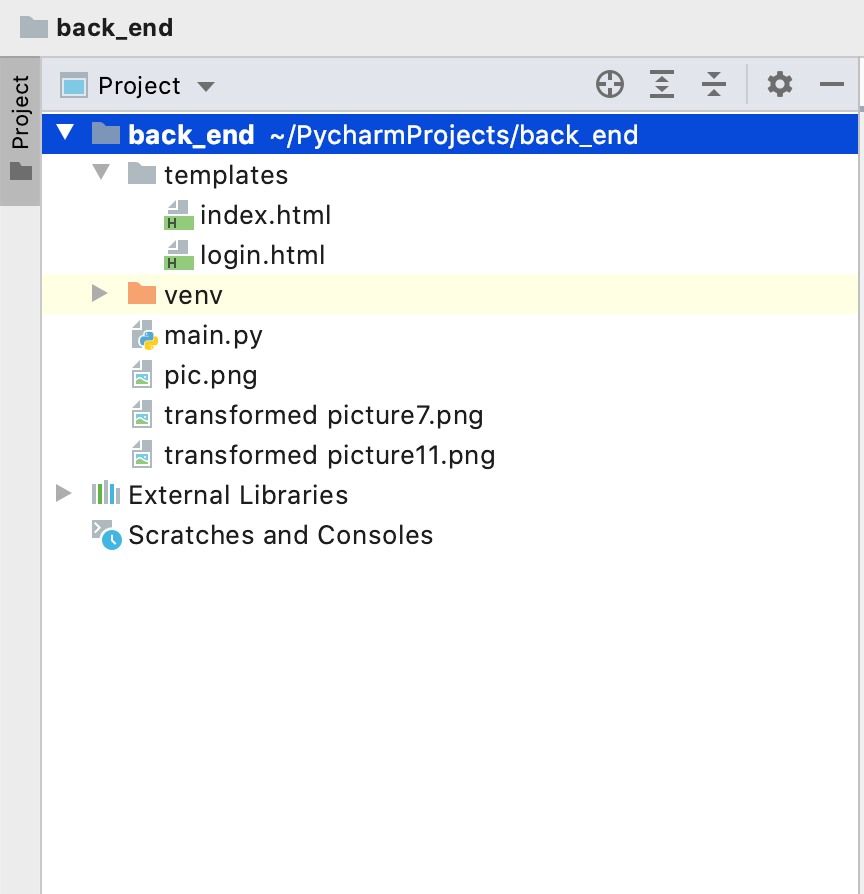 back_end
Project
Project
back_end ~/PycharmProjects/back_end
templates
index.html
login.html
venv
main.py
pic.png
transformed picture7.png
transformed picture11.png
External Libraries
Scratches and Consoles